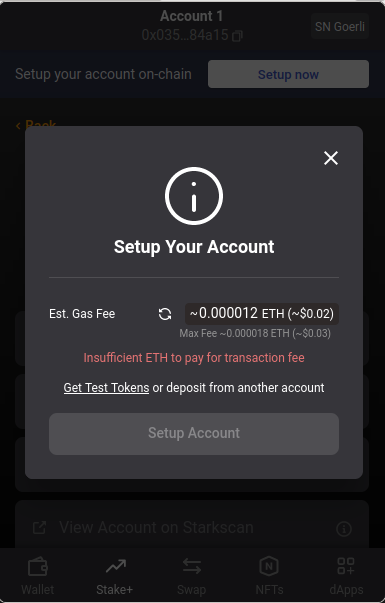 Account 1
0x035...84a15
SN Goerli
Setup your account on-chain
Setup now
Back
Setup Your Account
Est. Gas Fee
~0.000012 ETH (~$0.02)
Max Fee ~0.000018 ETH (~$0.03)
Insufficient ETH to pay for transaction fee
Get Test Tokens or deposit from another account
Setup Account
View Account on Starkscan
Wallet
Stake+
Swap
NFTs
dApps